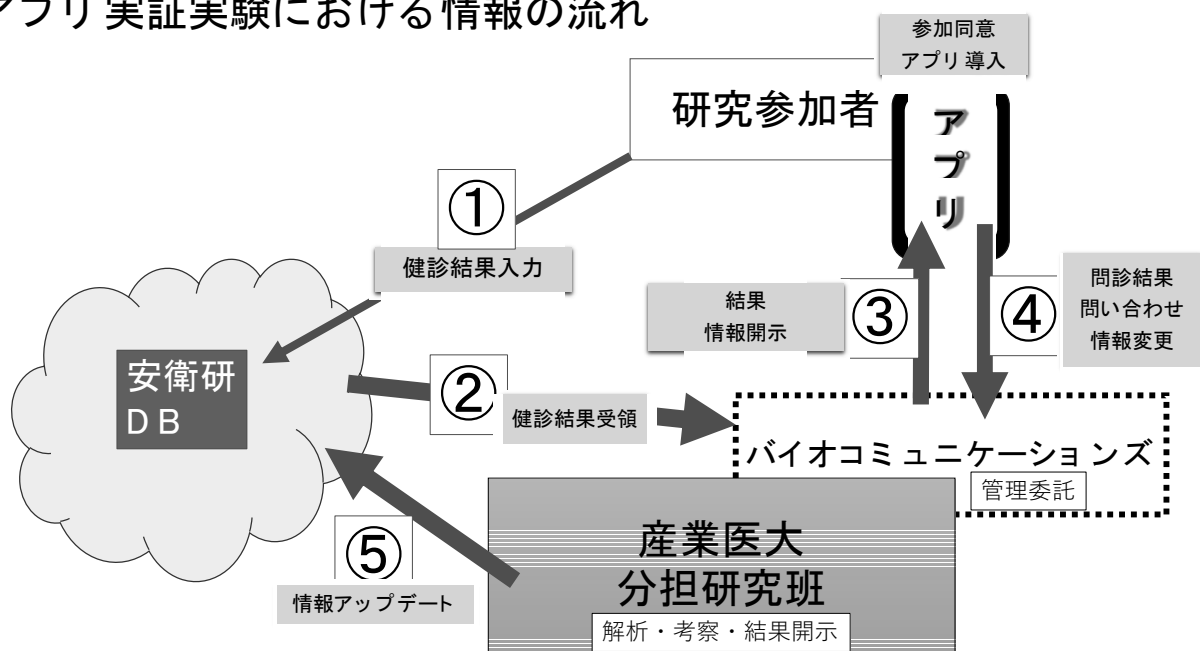 アプリ実証実験における情報の流れ
参加同意
アプリ導入
研究参加者
アプリ
①
健診結果入力
結果
情報開示
③
④
問診結果
問い合わせ
情報変更
安衛研
DB
②
健診結果受領
バイオコミュニケーションズ
管理委託
⑤
情報アップデート
産業医大
分担研究班
解析・考察・結果開示